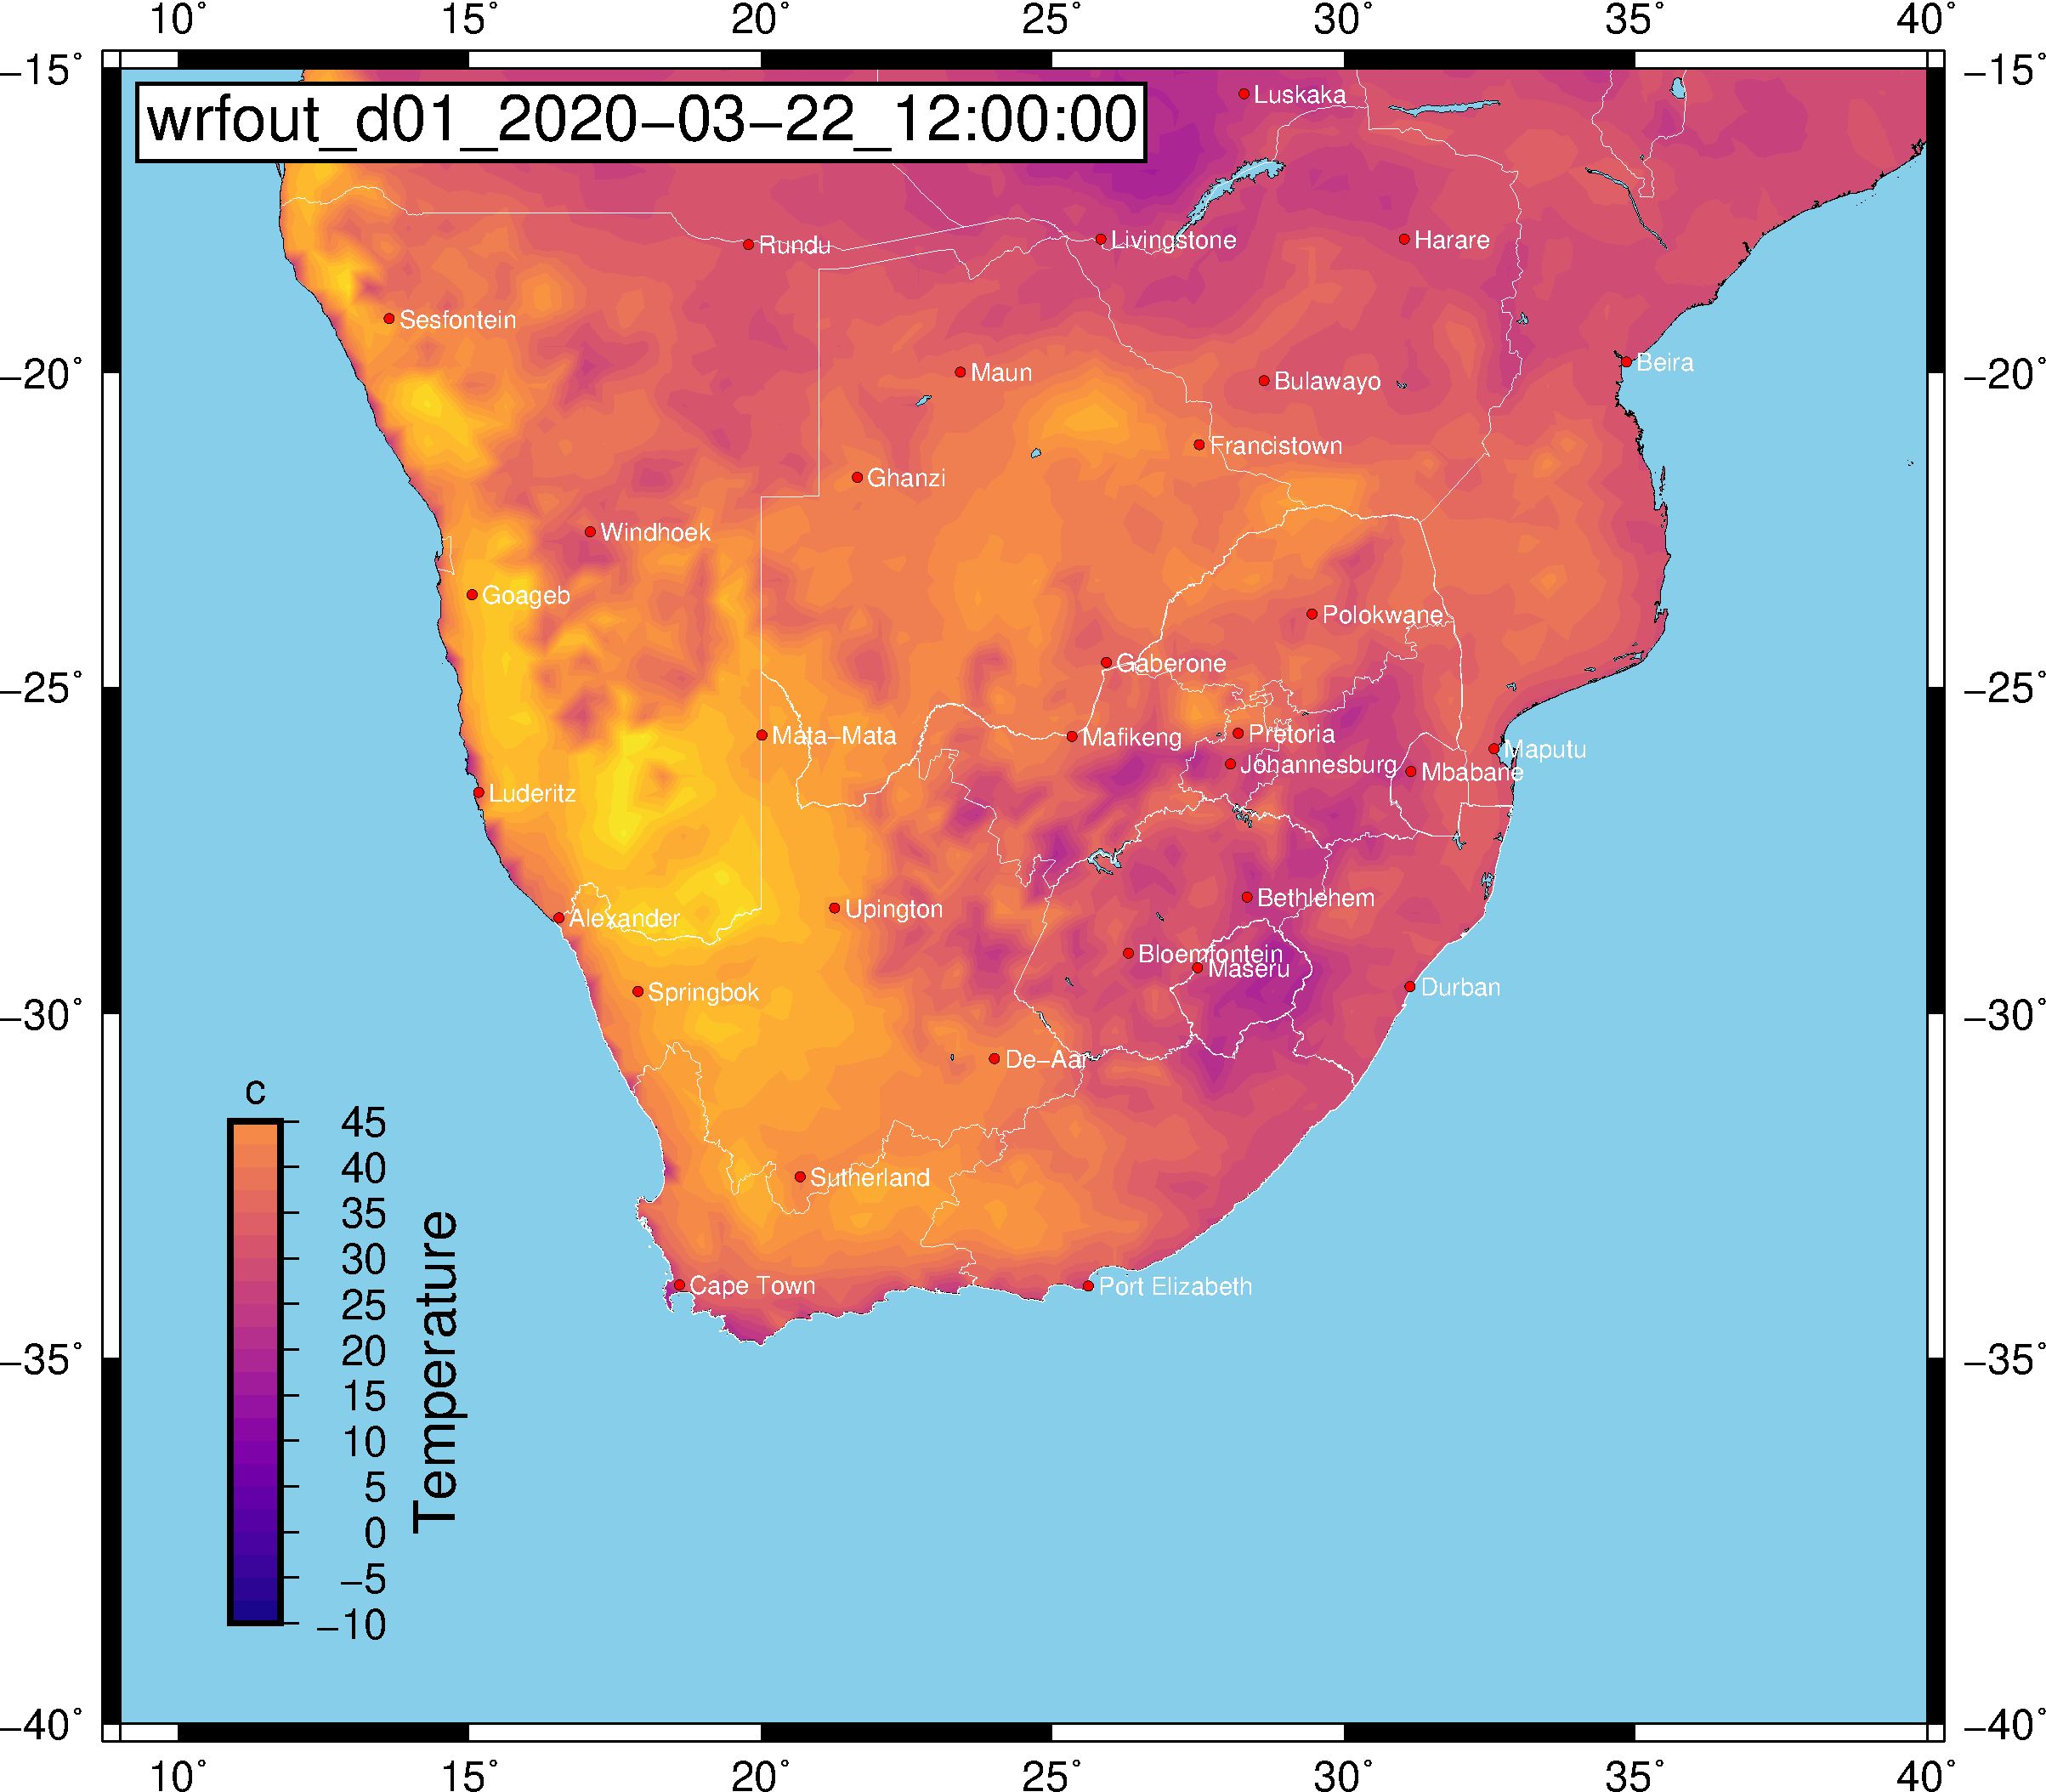 10° 15° 20° 25° 30° 35° 40°
−15° −15°
wrfout_d01_2020−03−22_12:00:00
Luskaka
Rundu
Livingstone
Harare
Sesfontein
Beira
−20° −20°
Maun
Bulawayo
Francistown
Ghanzi
Windhoek
Goageb
Polokwane
Gaberone
−25° −25°
Mata−Mata
Mafikeng
Pretoria
Maputu
Johannesburg
Mbabane
Luderitz
Bethlehem
Upington
Alexander
Bloemfontein
Maseru
Durban
Springbok
−30° −30°
De−Aar
Sutherland
Cape Town
Port Elizabeth
−35° −35°
c
45
40
35
30
25
20
15
10
5
0
−5
−10
Temperature
−40° −40°
10° 15° 20° 25° 30° 35° 40°